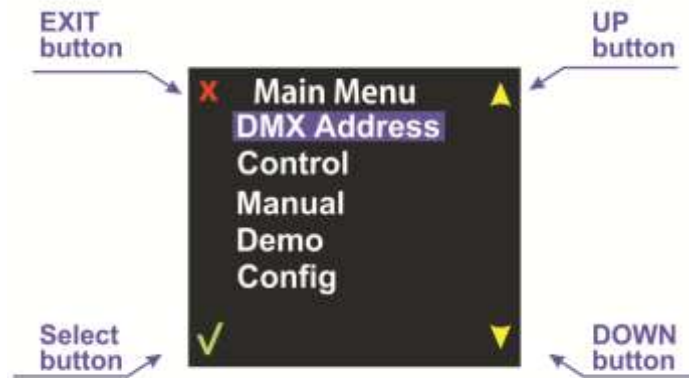 EXIT
button
UP
button
X Main Menu
DMX Address
Control
Manual
Demo
Config
Select
button
DOWN
button